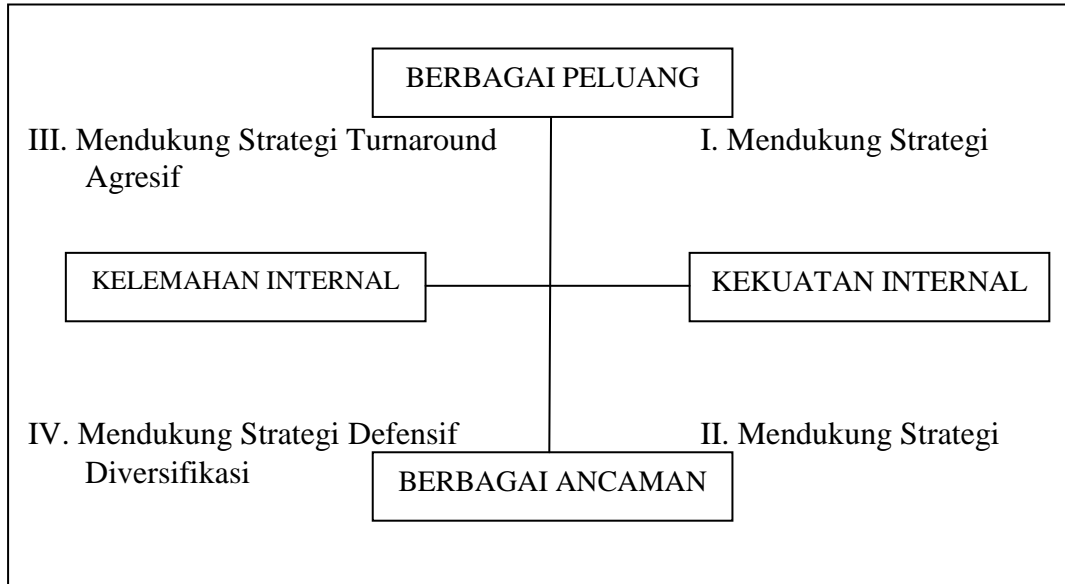 BERBAGAI PELUANG
III. Mendukung Strategi Turnaround
Agresif
I. Mendukung Strategi
KELEMAHAN INTERNAL
KEKUATAN INTERNAL
IV. Mendukung Strategi Defensif
Diversifikasi
II. Mendukung Strategi
BERBAGAI ANCAMAN